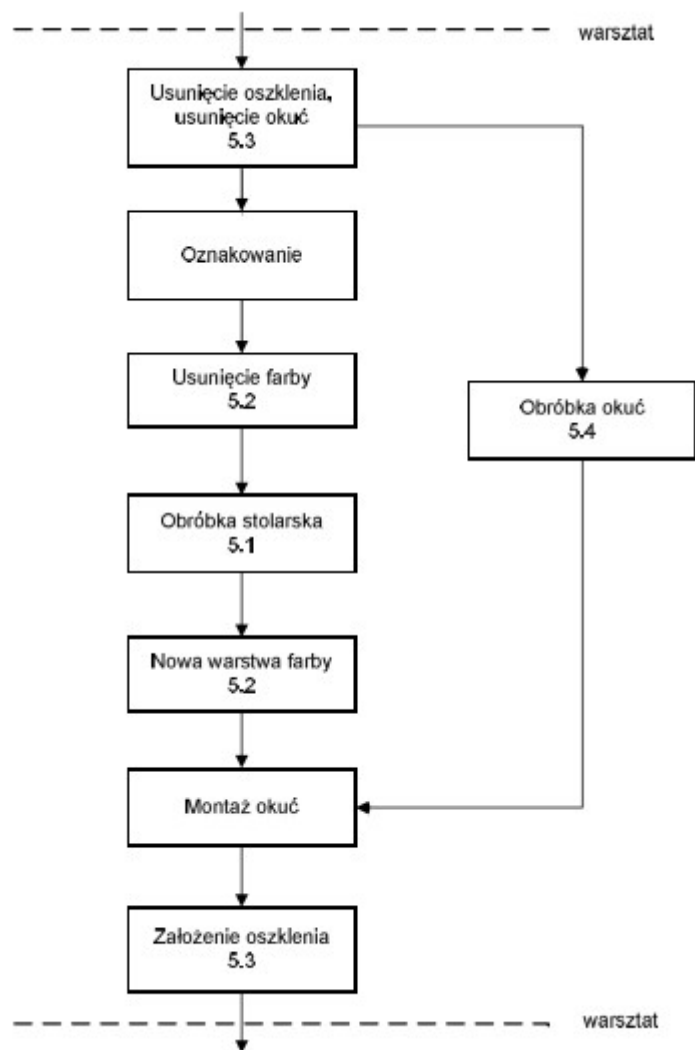 warsztat
Usunięcie oszklenia,
usunięcie okuć
5.3
Oznakowanie
Usunięcie farby
5.2
Obróbka okuć
5.4
Obróbka stolarska
5.1
Nowa warstwa farby
5.2
Montaż okuć
Założenie oszklenia
5.3
warsztat